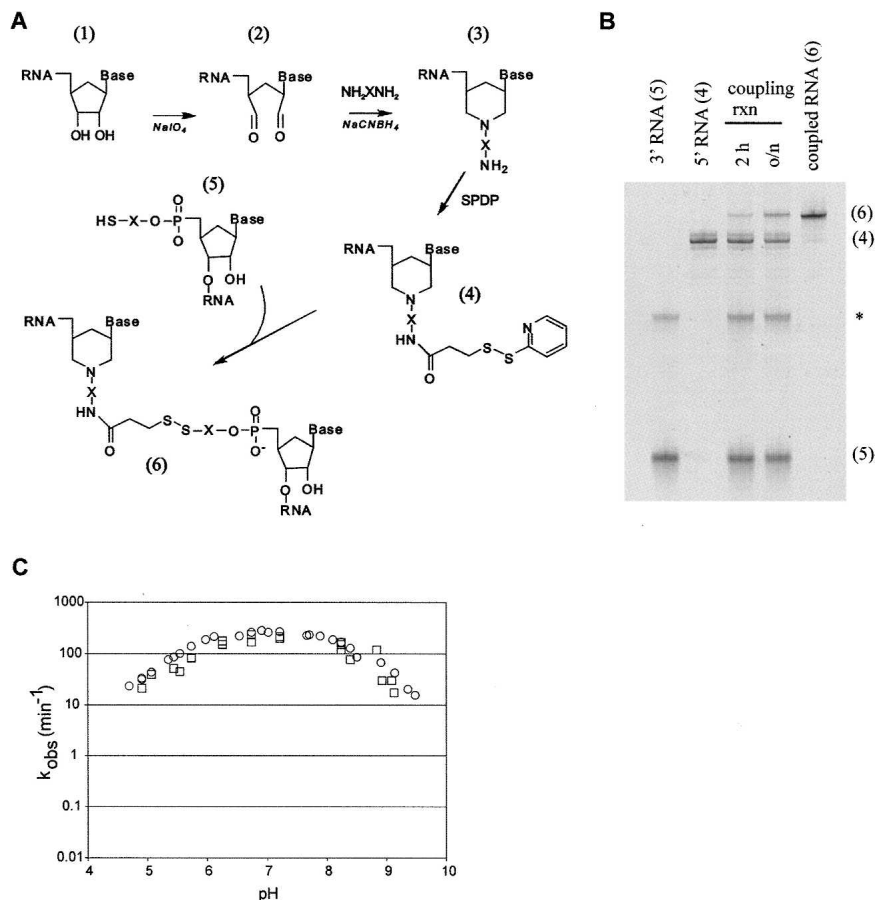 A
(1)
(2)
(3)
RNA
Base
OH OH
NaIO4
RNA
Base
O O
NH2XNH2
NaCNBH4
RNA
Base
N
X
NH2
SPDP
(5)
HS-X-O-P
O
O
Base
O OH
RNA
RNA
Base
N
X
HN
O
S
S
N
(4)
RNA
Base
N
X
HN
O
S
S-X-O-P
O
O-
Base
O OH
RNA
(6)
B
3' RNA (5)
5' RNA (4)
coupling
rxn
2 h
o/n
coupled RNA (6)
(6)
(4)
*
(5)
C
kobs (min-1)
1000
100
10
1
0.1
0.01
4 5 6 7 8 9 10
pH